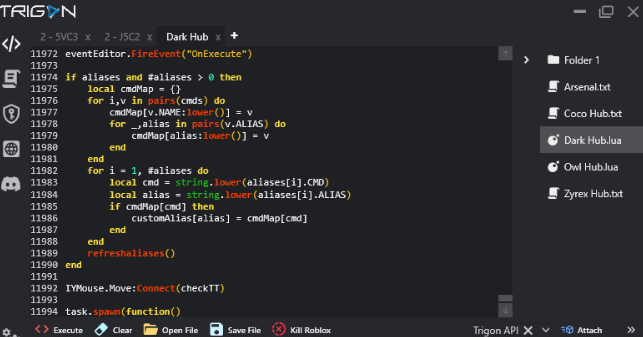 TRIGON
2 - 5VC3 x 2 - J5C2 x Dark Hub x +
11972 eventEditor.FireEvent("OnExecute")
11973
11974 if aliases and #aliases > 0 then
11975 local cmdMap = {}
11976 for i,v in pairs(cmds) do
11977 cmdMap[v.NAME:lower()] = v
11978 for _,alias in pairs(v.ALIAS) do
11979 cmdMap[alias:lower()] = v
11980 end
11981 end
11982 for i = 1, #aliases do
11983 local cmd = string.lower(aliases[i].CMD)
11984 local alias = string.lower(aliases[i].ALIAS)
11985 if cmdMap[cmd] then
11986 customAlias[alias] = cmdMap[cmd]
11987 end
11988 end
11989 refreshaliases()
11990 end
11991
11992 IYMouse.Move:Connect(checkTT)
11993
11994 task.spawn(function()
Folder 1
Arsenal.txt
Coco Hub.txt
Dark Hub.lua
Owl Hub.lua
Zyrex Hub.txt
Execute Clear Open File Save File Kill Roblox Trigon API Attach